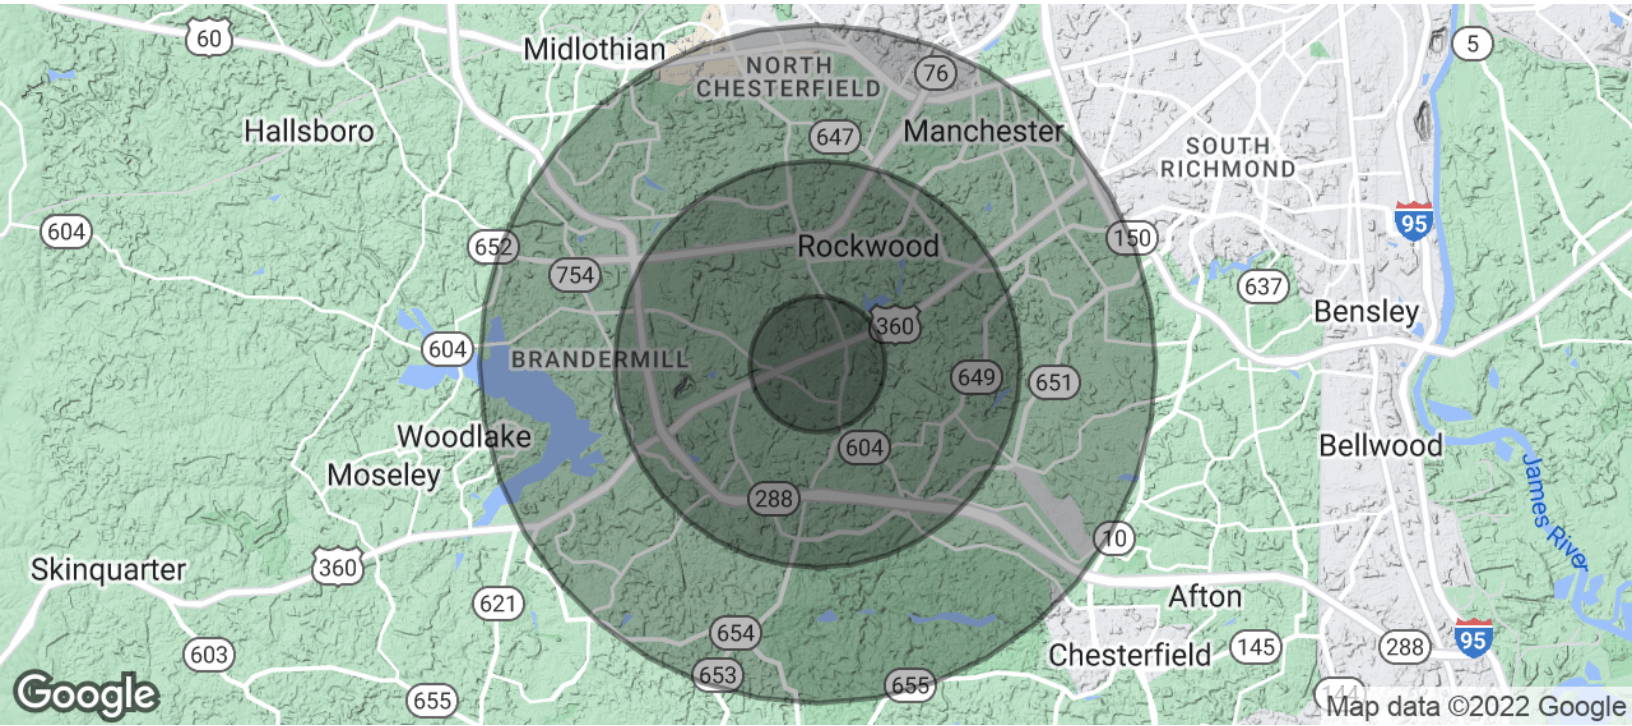 60
Midlothian
5
NORTH
CHESTERFIELD
76
Hallsboro
647
Manchester
SOUTH
RICHMOND
604
652
150
95
Rockwood
754
637
360
Bensley
604
BRANDERMILL
649
651
Woodlake
604
Bellwood
Moseley
James River
288
10
Skinquarter
360
621
Afton
654
95
603
Chesterfield
145
288
653
655
Google
655
144
Map data ©2022 Google